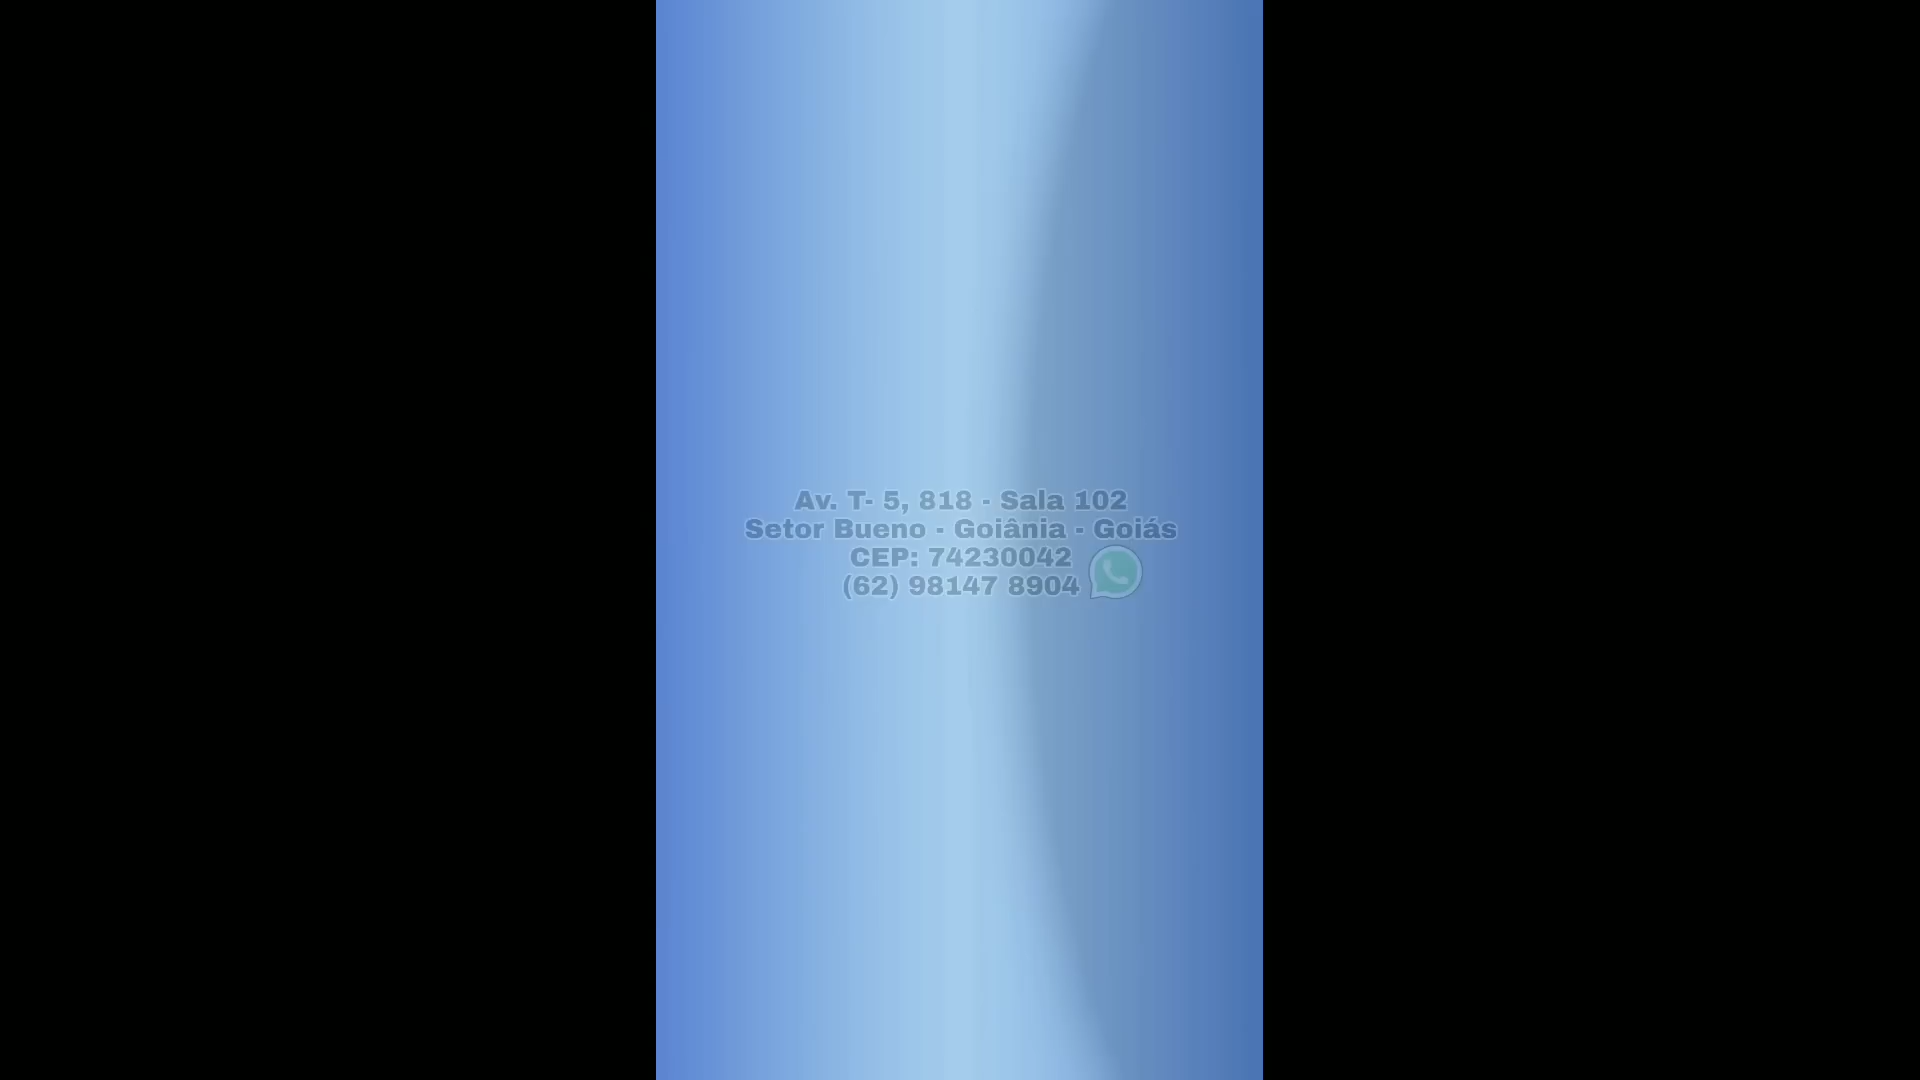 Av. T- 5, 818 - Sala 102
Setor Bueno - Goiânia - Goiás
CEP: 74230042
(62) 98147 8904